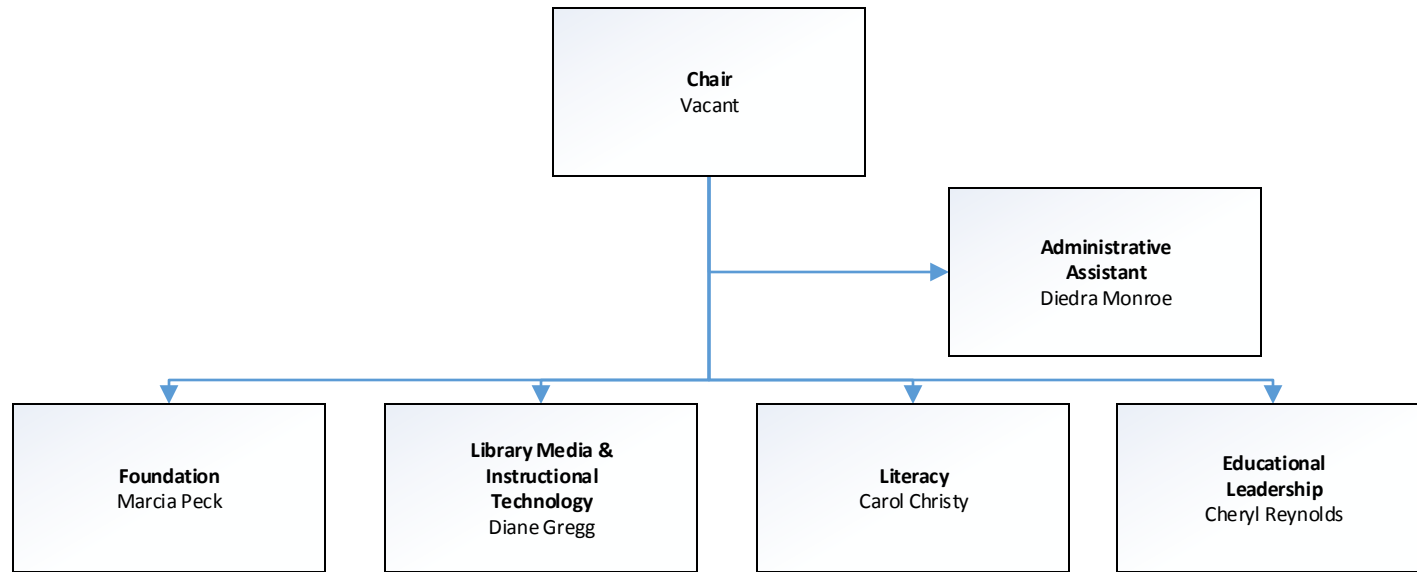 Chair
Vacant
Administrative
Assistant
Diedra Monroe
Foundation
Marcia Peck
Library Media &
Instructional
Technology
Diane Gregg
Literacy
Carol Christy
Educational
Leadership
Cheryl Reynolds